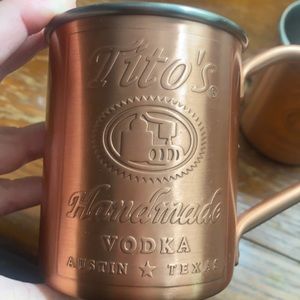 Tito's®
Handmade
VODKA
AUSTIN ★ TEXAS